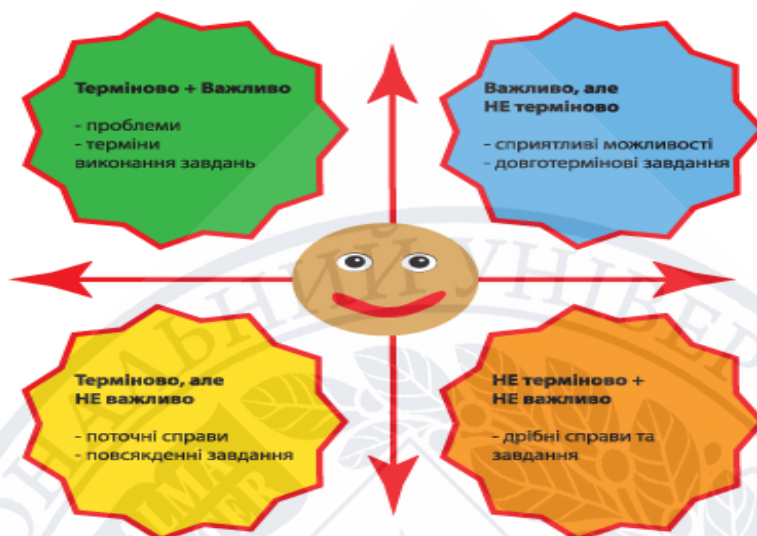 Терміново + Важливо
- проблеми
- терміни
виконання завдань
Важливо, але
НЕ терміново
- сприятливі можливості
- довготермінові завдання
Терміново, але
НЕ важливо
- поточні справи
- повсякденні завдання
НЕ терміново +
НЕ важливо
- дрібні справи та
завдання